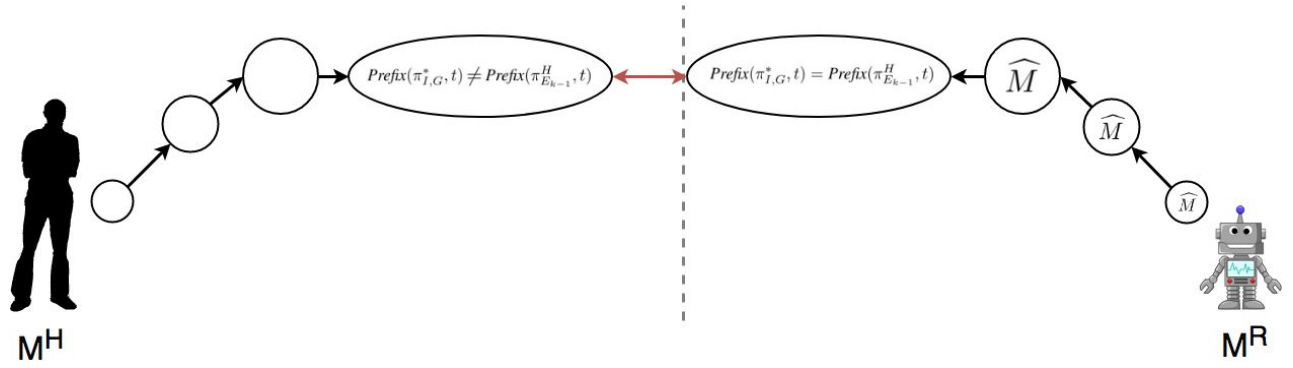 Prefix(π*_{I,G}, t) ≠ Prefix(π^H_{E_{k-1}}, t)
Prefix(π*_{I,G}, t) = Prefix(π^H_{E_{k-1}}, t)
M̂
M̂
M̂
M^H
M^R